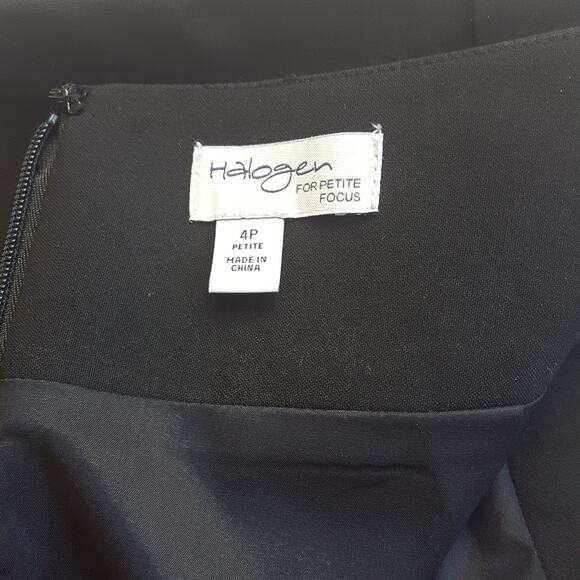 Halogen
FOR PETITE
FOCUS
4P
PETITE
MADE IN
CHINA